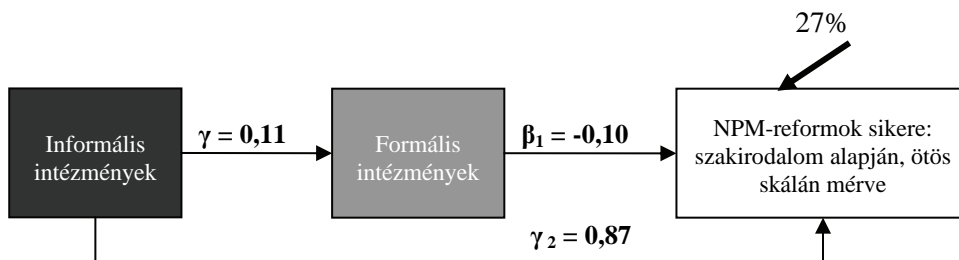 27%
Informális
intézmények
γ = 0,11
Formális
intézmények
β₁ = -0,10
NPM-reformok sikere:
szakirodalom alapján, ötös
skálán mérve
γ ₂ = 0,87